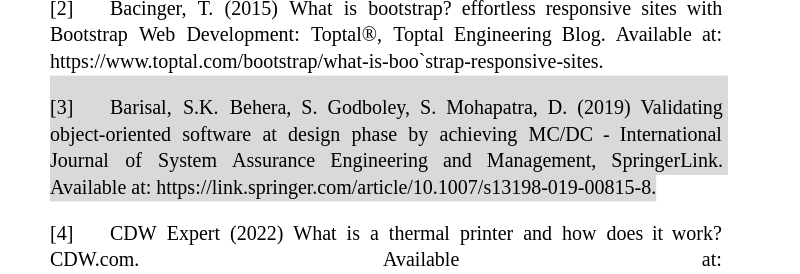 [2] Bacinger, T. (2015) What is bootstrap? effortless responsive sites with
Bootstrap Web Development: Toptal®, Toptal Engineering Blog. Available at:
https://www.toptal.com/bootstrap/what-is-boo`strap-responsive-sites.
[3] Barisal, S.K. Behera, S. Godboley, S. Mohapatra, D. (2019) Validating
object-oriented software at design phase by achieving MC/DC - International
Journal of System Assurance Engineering and Management, SpringerLink.
Available at: https://link.springer.com/article/10.1007/s13198-019-00815-8.
[4] CDW Expert (2022) What is a thermal printer and how does it work?
CDW.com. Available at: